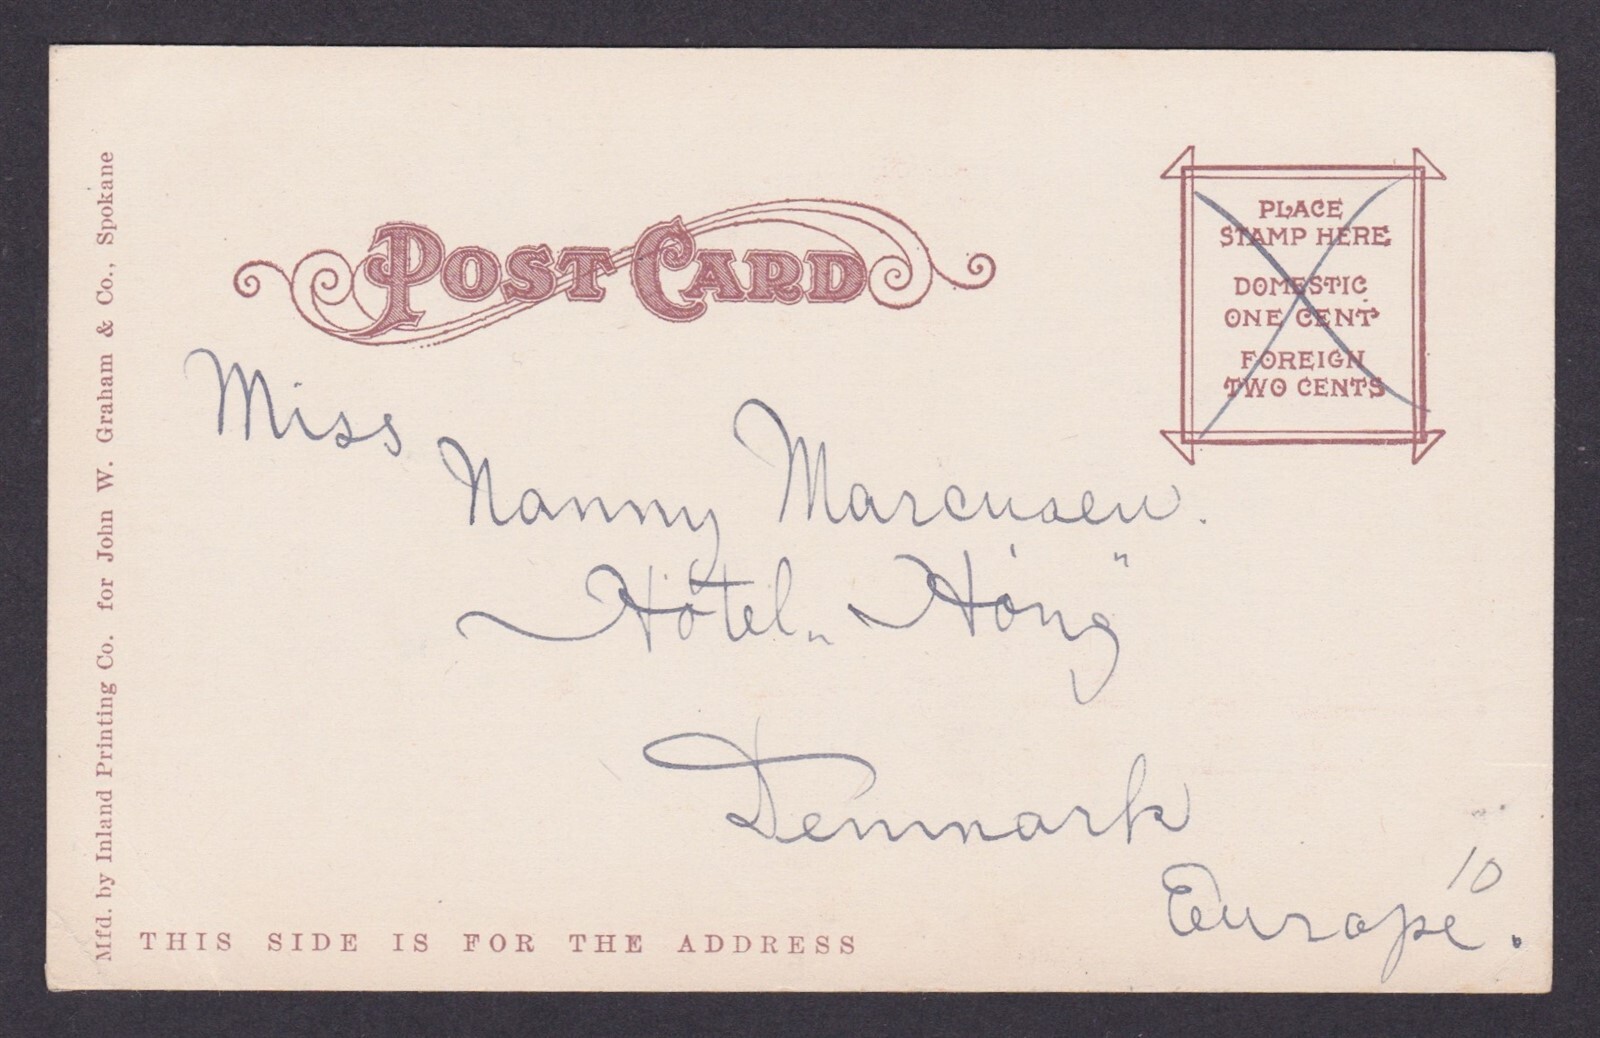 POST CARD
PLACE
STAMP HERE
DOMESTIC
ONE CENT
FOREIGN
TWO CENTS
Miss
Nanny Marcusen.
Hôtel „Höng"
Denmark
Europe.
10
THIS SIDE IS FOR THE ADDRESS
Mfd. by Inland Printing Co. for John W. Graham & Co., Spokane